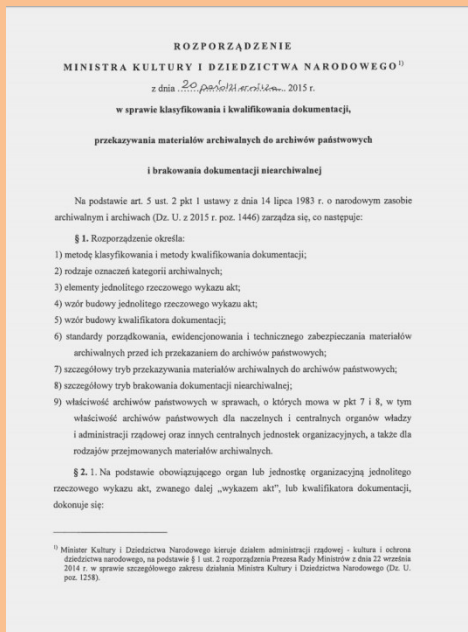 ROZPORZĄDZENIE
MINISTRA KULTURY I DZIEDZICTWA NARODOWEGO¹⁾
z dnia 20 października 2015 r.
w sprawie klasyfikowania i kwalifikowania dokumentacji,
przekazywania materiałów archiwalnych do archiwów państwowych
i brakowania dokumentacji niearchiwalnej
Na podstawie art. 5 ust. 2 pkt 1 ustawy z dnia 14 lipca 1983 r. o narodowym zasobie
archiwalnym i archiwach (Dz. U. z 2015 r. poz. 1446) zarządza się, co następuje:
§ 1. Rozporządzenie określa:
1) metodę klasyfikowania i metody kwalifikowania dokumentacji;
2) rodzaje oznaczeń kategorii archiwalnych;
3) elementy jednolitego rzeczowego wykazu akt;
4) wzór budowy jednolitego rzeczowego wykazu akt;
5) wzór budowy kwalifikatora dokumentacji;
6) standardy porządkowania, ewidencjonowania i technicznego zabezpieczania materiałów
archiwalnych przed ich przekazaniem do archiwów państwowych;
7) szczegółowy tryb przekazywania materiałów archiwalnych do archiwów państwowych;
8) szczegółowy tryb brakowania dokumentacji niearchiwalnej;
9) właściwość archiwów państwowych w sprawach, o których mowa w pkt 7 i 8, w tym
właściwość archiwów państwowych dla naczelnych i centralnych organów władzy
i administracji rządowej oraz innych centralnych jednostek organizacyjnych, a także dla
rodzajów przejmowanych materiałów archiwalnych.
§ 2. 1. Na podstawie obowiązującego organ lub jednostkę organizacyjną jednolitego
rzeczowego wykazu akt, zwanego dalej „wykazem akt”, lub kwalifikatora dokumentacji,
dokonuje się:
¹⁾ Minister Kultury i Dziedzictwa Narodowego kieruje działem administracji rządowej - kultura i ochrona
dziedzictwa narodowego, na podstawie § 1 ust. 2 rozporządzenia Prezesa Rady Ministrów z dnia 22 września
2014 r. w sprawie szczegółowego zakresu działania Ministra Kultury i Dziedzictwa Narodowego (Dz. U.
poz. 1258).